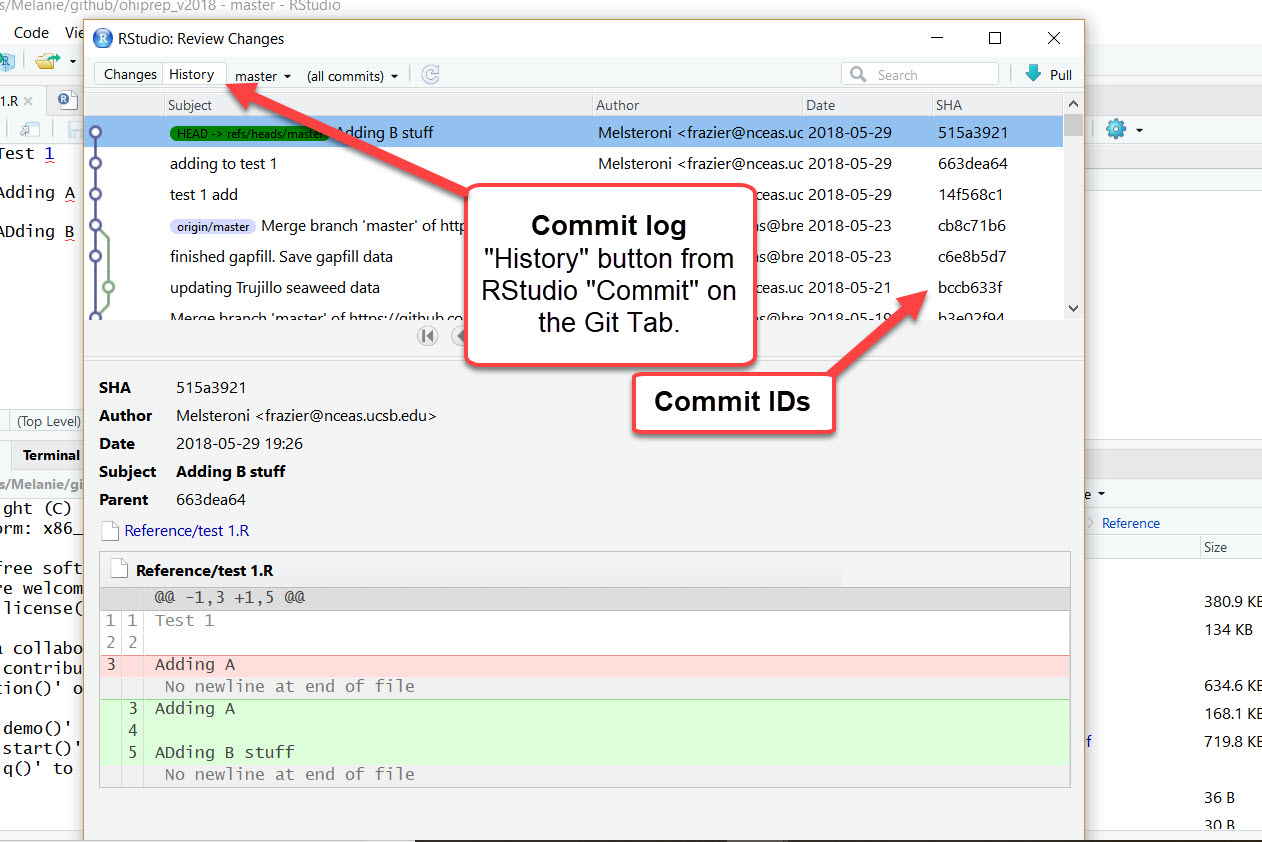 s/Melanie/github/ohiprep_v2018 - master - RStudio
Code
RStudio: Review Changes
Changes History master (all commits) Search Pull
1.R
Subject Author Date SHA
HEAD -> refs/heads/master Adding B stuff Melsteroni <frazier@nceas.uc 2018-05-29 515a3921
adding to test 1 Melsteroni <frazier@nceas.uc 2018-05-29 663dea64
test 1 add nceas.uc 2018-05-29 14f568c1
origin/master Merge branch 'master' of http as@bre 2018-05-23 cb8c71b6
finished gapfill. Save gapfill data as@bre 2018-05-23 c6e8b5d7
updating Trujillo seaweed data nceas.uc 2018-05-21 bccb633f
Merge branch 'master' of https://github.co as@bre 2018-05-19 b3e02f94
Test 1
Adding A
ADding B
Commit log
"History" button from
RStudio "Commit" on
the Git Tab.
Commit IDs
SHA 515a3921
Author Melsteroni <frazier@nceas.ucsb.edu>
Date 2018-05-29 19:26
Subject Adding B stuff
Parent 663dea64
Reference/test 1.R
Reference/test 1.R
@@ -1,3 +1,5 @@
1 1 Test 1
2 2
3 Adding A
No newline at end of file
3 Adding A
4
5 ADding B stuff
No newline at end of file
(Top Level)
Terminal
s/Melanie/gi
ght (C)
orm: x86_
free soft
re welcom
license(
a collabo
contribu
tion()' o
demo()'
start()'
q()' to
Reference
Size
380.9 KB
134 KB
634.6 KB
168.1 KB
719.8 KB
36 B
30 B